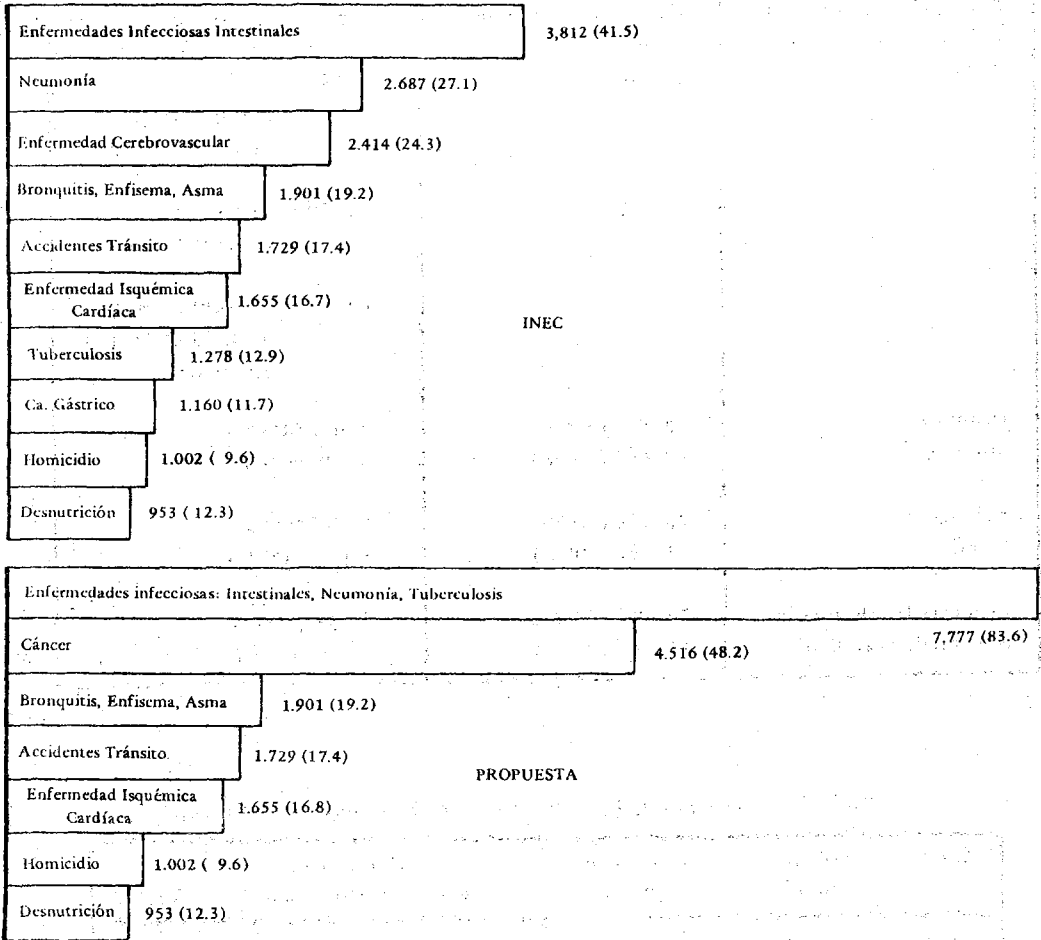 Enfermedades Infecciosas Intestinales 3,812 (41.5)
Neumonía 2.687 (27.1)
Enfermedad Cerebrovascular 2.414 (24.3)
Bronquitis, Enfisema, Asma 1.901 (19.2)
Accidentes Tránsito 1.729 (17.4)
Enfermedad Isquémica
Cardíaca 1.655 (16.7)
INEC
Tuberculosis 1.278 (12.9)
Ca. Gástrico 1.160 (11.7)
Homicidio 1.002 ( 9.6)
Desnutrición 953 ( 12.3)
Enfermedades infecciosas: Intestinales, Neumonía, Tuberculosis
7,777 (83.6)
Cáncer 4.516 (48.2)
Bronquitis, Enfisema, Asma 1.901 (19.2)
Accidentes Tránsito. 1.729 (17.4)
PROPUESTA
Enfermedad Isquémica
Cardíaca 1.655 (16.8)
Homicidio 1.002 ( 9.6)
Desnutrición 953 (12.3)